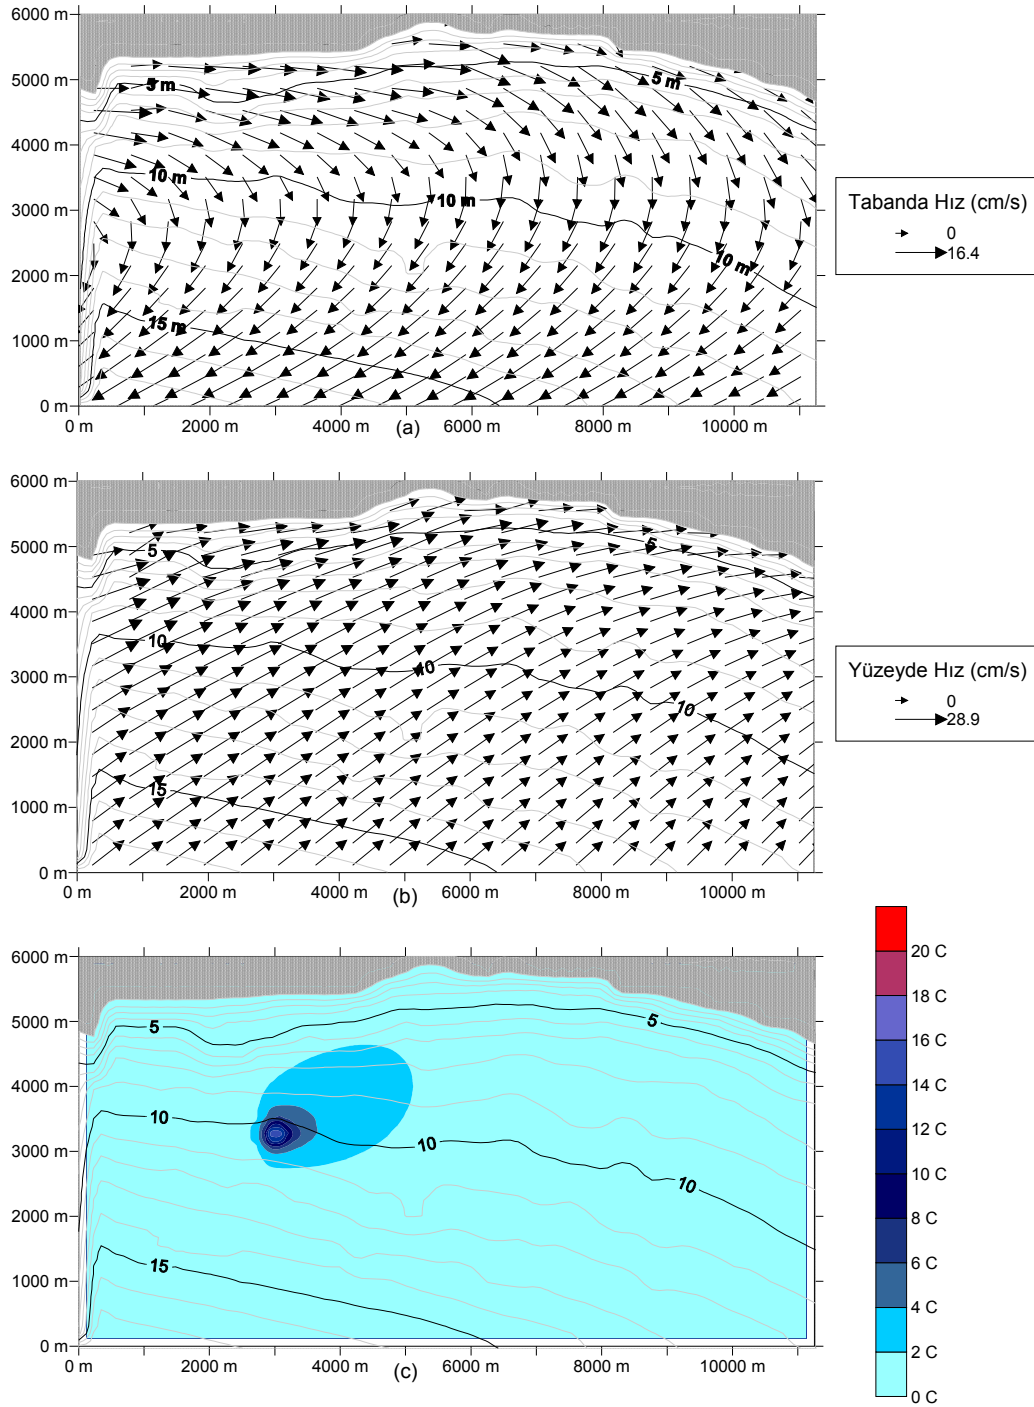 6000 m
5000 m
4000 m
3000 m
2000 m
1000 m
0 m
5 m
5 m
10 m
10 m
10 m
15 m
0 m
2000 m
4000 m
6000 m
8000 m
10000 m
(a)
Tabanda Hız (cm/s)
0
16.4
6000 m
5000 m
4000 m
3000 m
2000 m
1000 m
0 m
5
5
10
10
10
15
0 m
2000 m
4000 m
6000 m
8000 m
10000 m
(b)
Yüzeyde Hız (cm/s)
0
28.9
6000 m
5000 m
4000 m
3000 m
2000 m
1000 m
0 m
5
5
10
10
10
15
0 m
2000 m
4000 m
6000 m
8000 m
10000 m
(c)
20 C
18 C
16 C
14 C
12 C
10 C
8 C
6 C
4 C
2 C
0 C